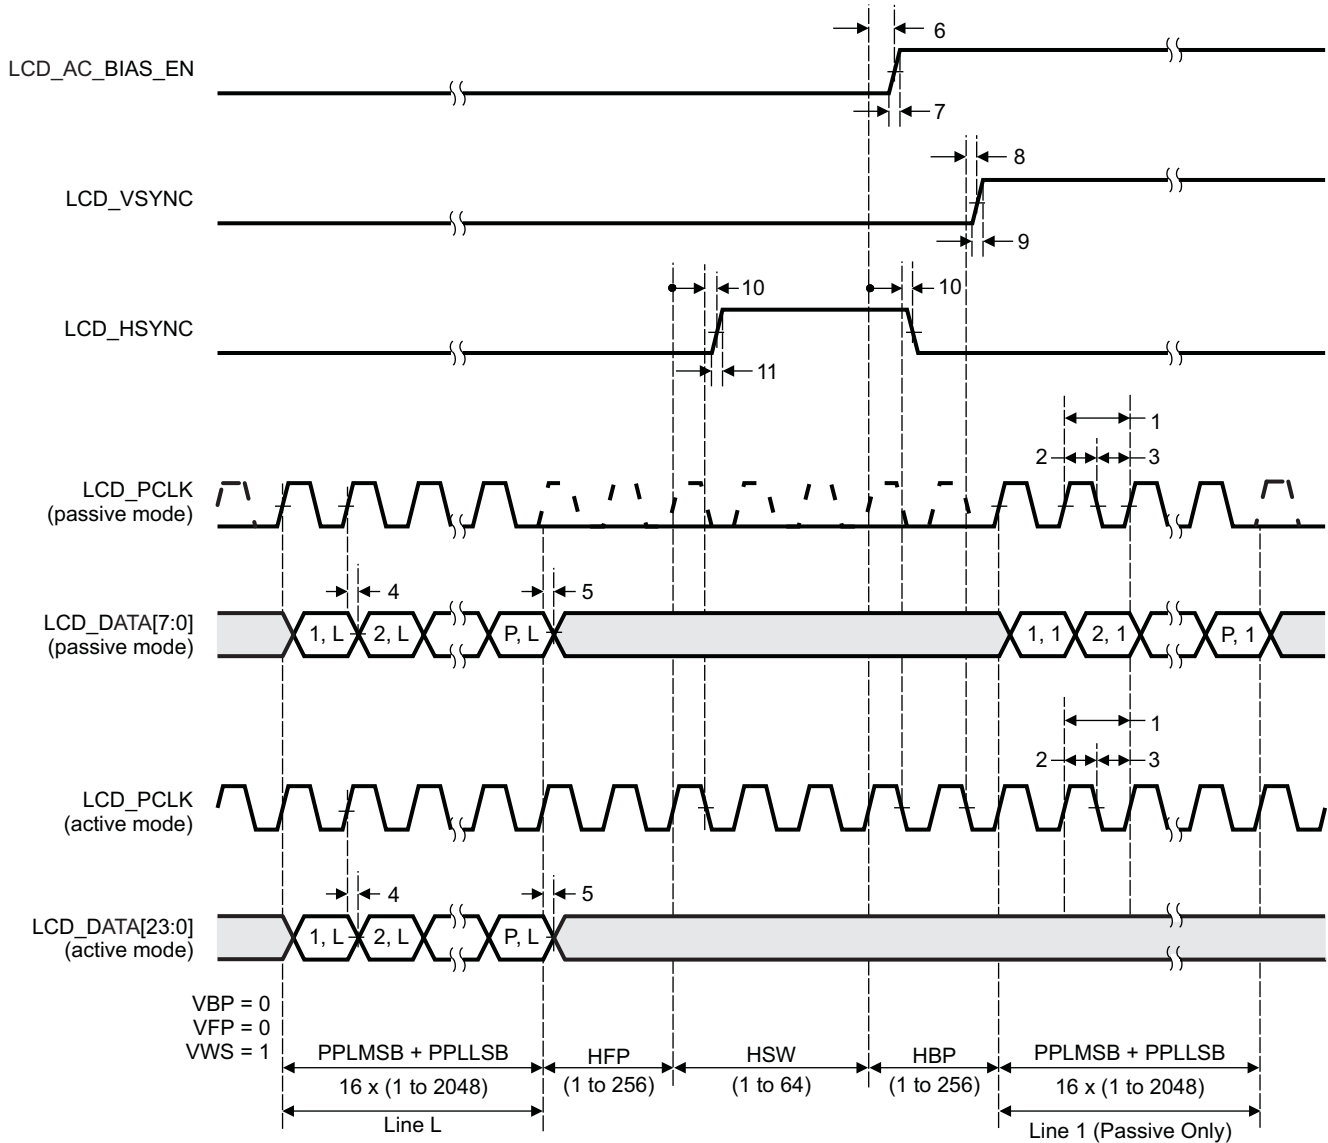 6
LCD_AC_BIAS_EN
7
8
LCD_VSYNC
9
10
10
LCD_HSYNC
11
1
2
3
LCD_PCLK
(passive mode)
4
5
LCD_DATA[7:0]
(passive mode)
1, L
2, L
P, L
1, 1
2, 1
P, 1
1
2
3
LCD_PCLK
(active mode)
4
5
LCD_DATA[23:0]
(active mode)
1, L
2, L
P, L
VBP = 0
VFP = 0
VWS = 1
PPLMSB + PPLLSB
16 x (1 to 2048)
HFP
(1 to 256)
HSW
(1 to 64)
HBP
(1 to 256)
PPLMSB + PPLLSB
16 x (1 to 2048)
Line L
Line 1 (Passive Only)